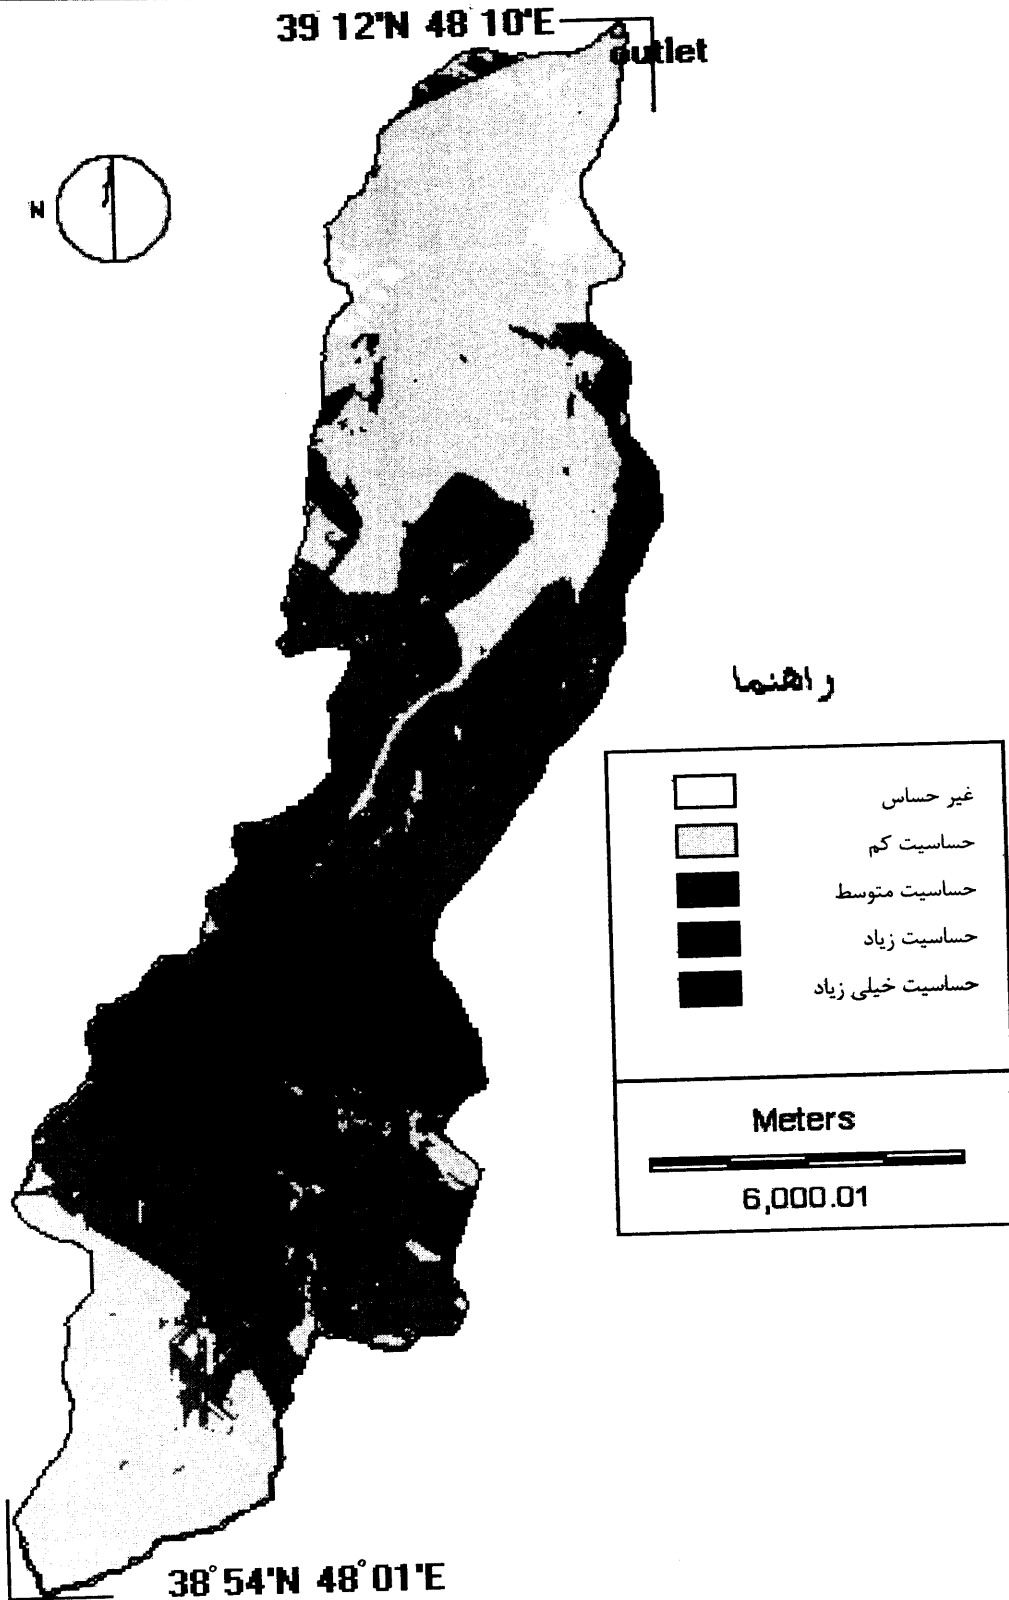 39 12'N 48 10'E
outlet
N
راهنما
غیر حساس
حساسیت کم
حساسیت متوسط
حساسیت زیاد
حساسیت خیلی زیاد
Meters
6,000.01
38°54'N 48°01'E